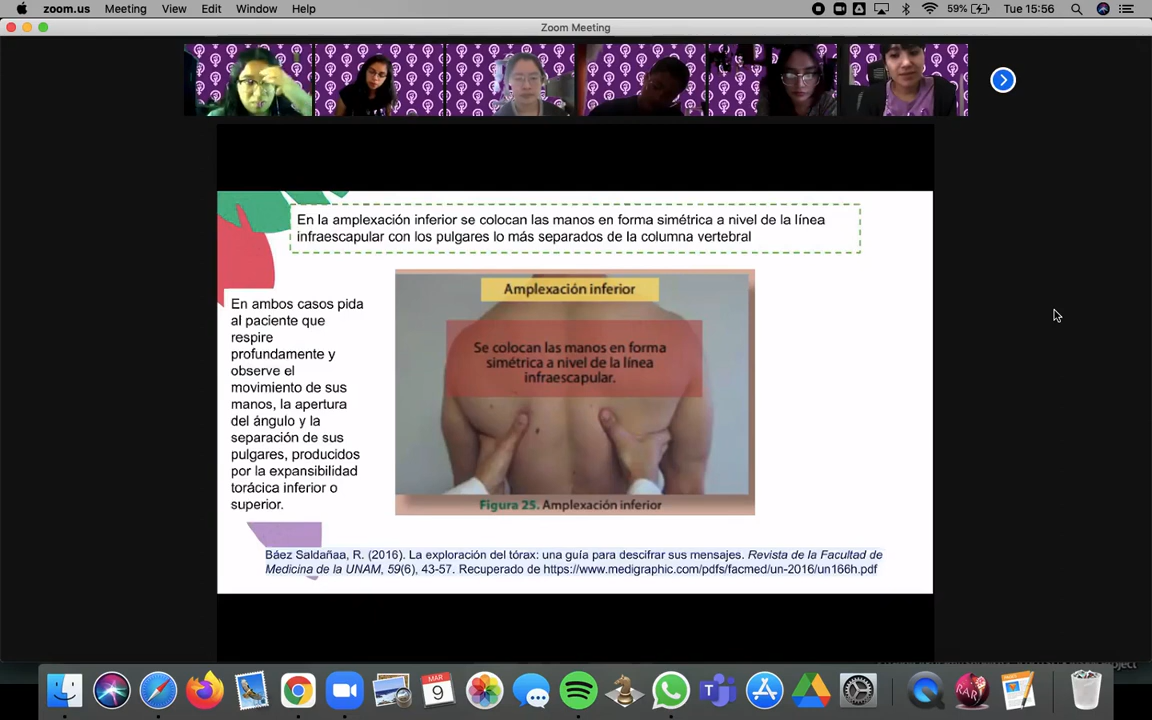 zoom.us Meeting View Edit Window Help 59% Tue 15:56
Zoom Meeting
En la amplexación inferior se colocan las manos en forma simétrica a nivel de la línea
infraescapular con los pulgares lo más separados de la columna vertebral
En ambos casos pida
al paciente que
respire
profundamente y
observe el
movimiento de sus
manos, la apertura
del ángulo y la
separación de sus
pulgares, producidos
por la expansibilidad
torácica inferior o
superior.
Amplexación inferior
Se colocan las manos en forma
simétrica a nivel de la línea
infraescapular.
Figura 25. Amplexación inferior
Báez Saldañaa, R. (2016). La exploración del tórax: una guía para descifrar sus mensajes. Revista de la Facultad de
Medicina de la UNAM, 59(6), 43-57. Recuperado de https://www.medigraphic.com/pdfs/facmed/un-2016/un166h.pdf
MAR
9
RAR